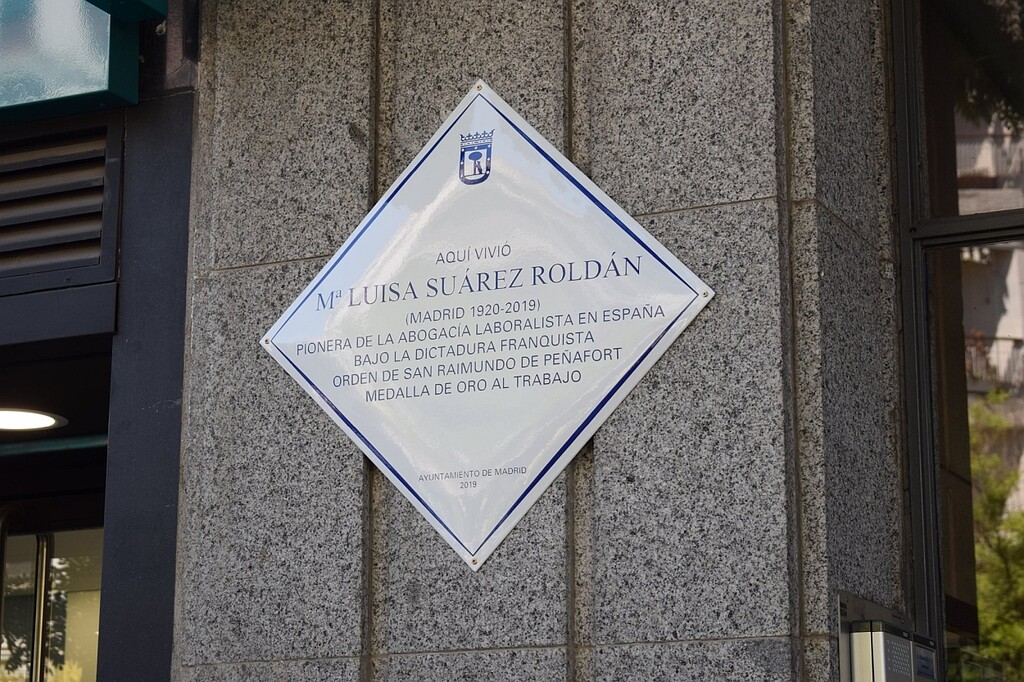 AQUÍ VIVIÓ
Mª LUISA SUÁREZ ROLDÁN
(MADRID 1920-2019)
PIONERA DE LA ABOGACÍA LABORALISTA EN ESPAÑA
BAJO LA DICTADURA FRANQUISTA
ORDEN DE SAN RAIMUNDO DE PEÑAFORT
MEDALLA DE ORO AL TRABAJO
AYUNTAMIENTO DE MADRID
2019